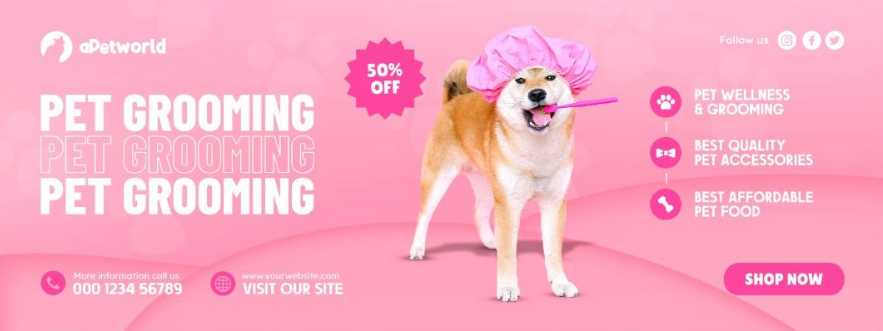 aPetworld
Follow us
50%
OFF
PET GROOMING
PET GROOMING
PET GROOMING
PET WELLNESS
& GROOMING
BEST QUALITY
PET ACCESSORIES
BEST AFFORDABLE
PET FOOD
More information call us.
000 1234 56789
www.yourwebsite.com
VISIT OUR SITE
SHOP NOW